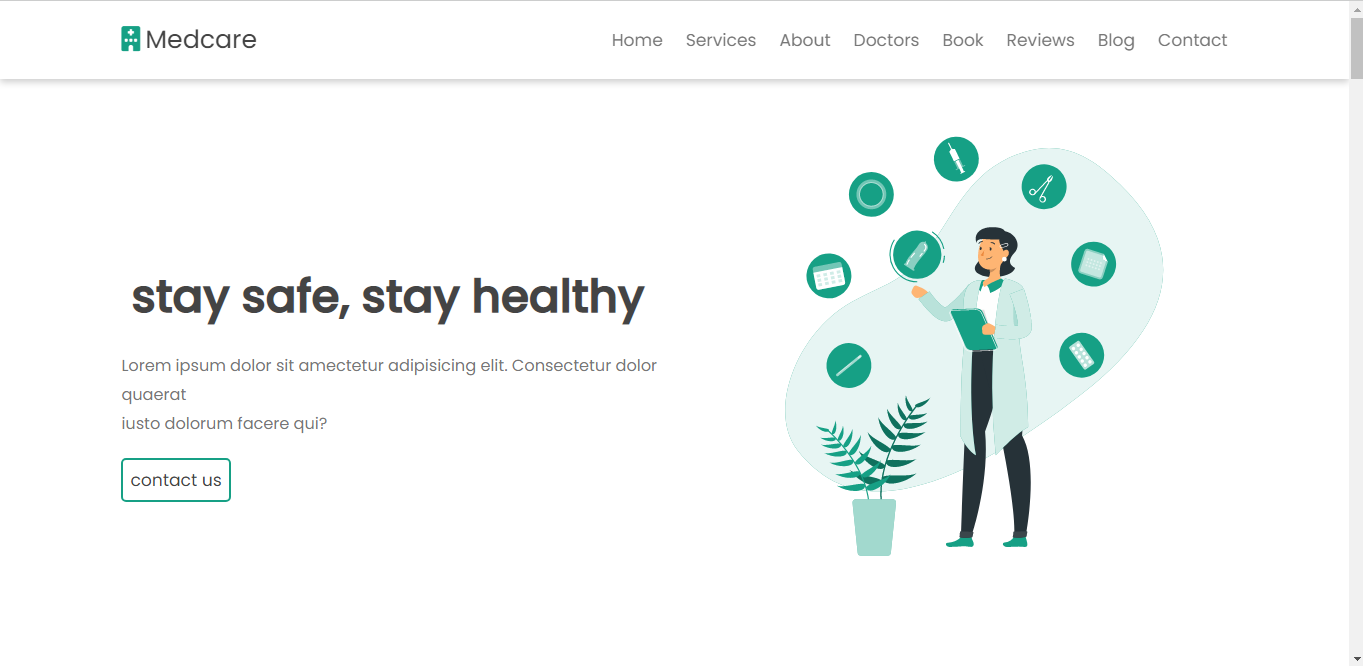 Medcare
Home Services About Doctors Book Reviews Blog Contact
stay safe, stay healthy
Lorem ipsum dolor sit amectetur adipisicing elit. Consectetur dolor
quaerat
iusto dolorum facere qui?
contact us